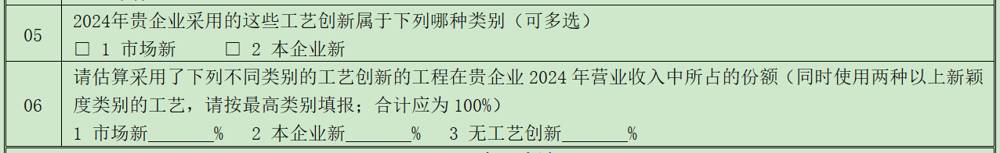 05
2024年贵企业采用的这些工艺创新属于下列哪种类别（可多选）
□ 1 市场新 □ 2 本企业新
06
请估算采用了下列不同类别的工艺创新的工程在贵企业 2024 年营业收入中所占的份额（同时使用两种以上新颖
度类别的工艺，请按最高类别填报；合计应为 100%）
1 市场新_______% 2 本企业新_______% 3 无工艺创新_______%